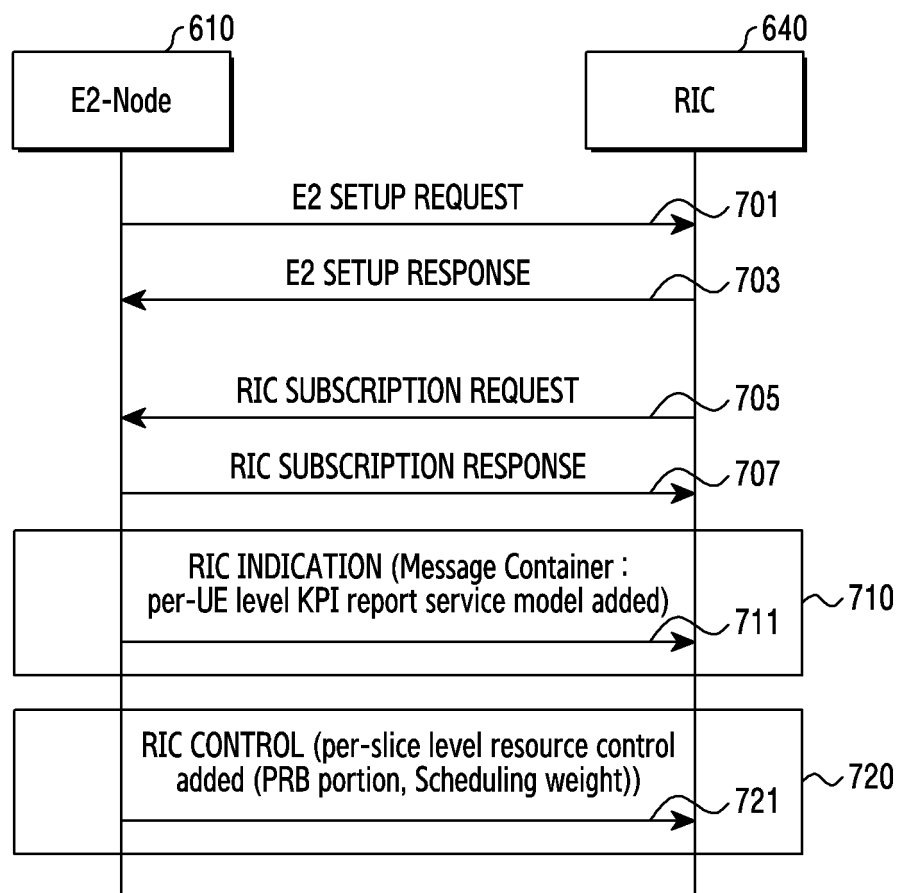 610
640
E2-Node
RIC
E2 SETUP REQUEST
701
E2 SETUP RESPONSE
703
RIC SUBSCRIPTION REQUEST
705
RIC SUBSCRIPTION RESPONSE
707
RIC INDICATION (Message Container :
per-UE level KPI report service model added)
710
711
RIC CONTROL (per-slice level resource control
added (PRB portion, Scheduling weight))
720
721